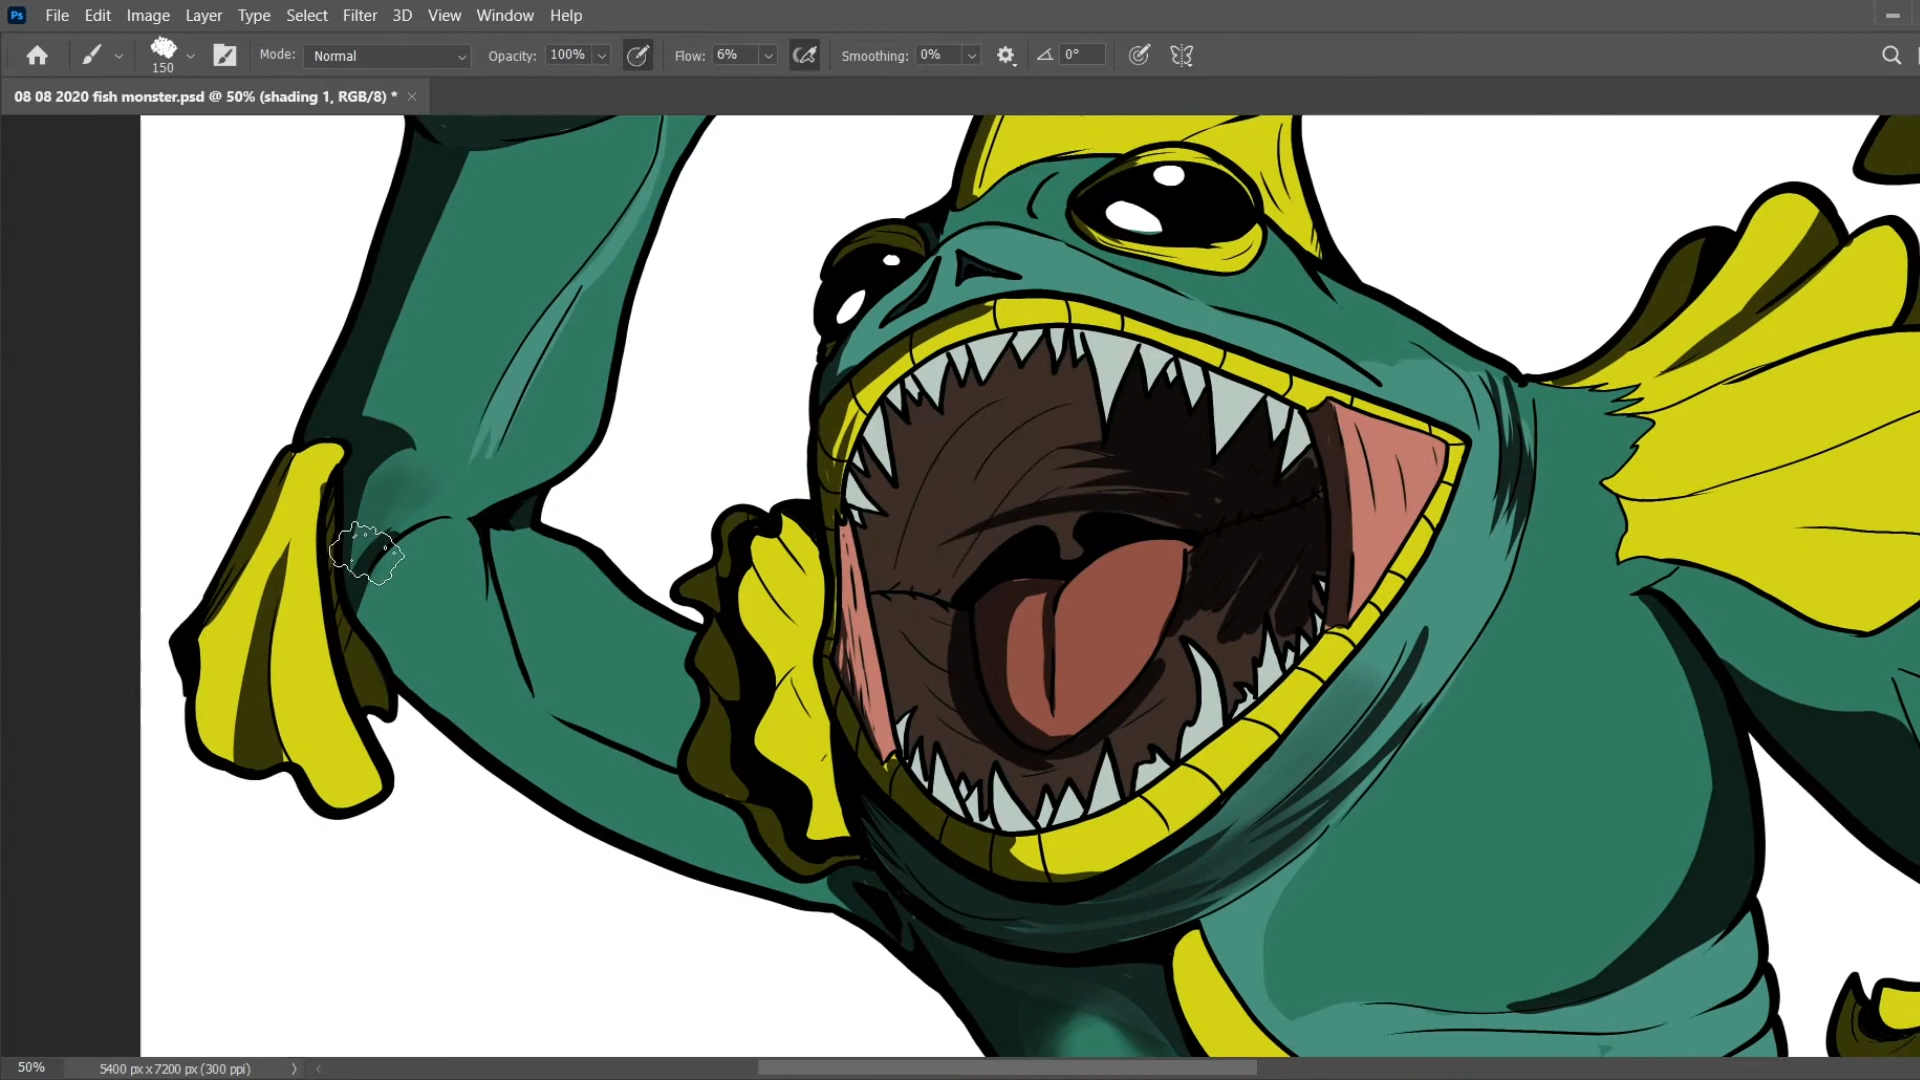 Ps File Edit Image Layer Type Select Filter 3D View Window Help
150 Mode: Normal Opacity: 100% Flow: 6% Smoothing: 0% 0°
08 08 2020 fish monster.psd @ 50% (shading 1, RGB/8) * ×
50% 5400 px x 7200 px (300 ppi)